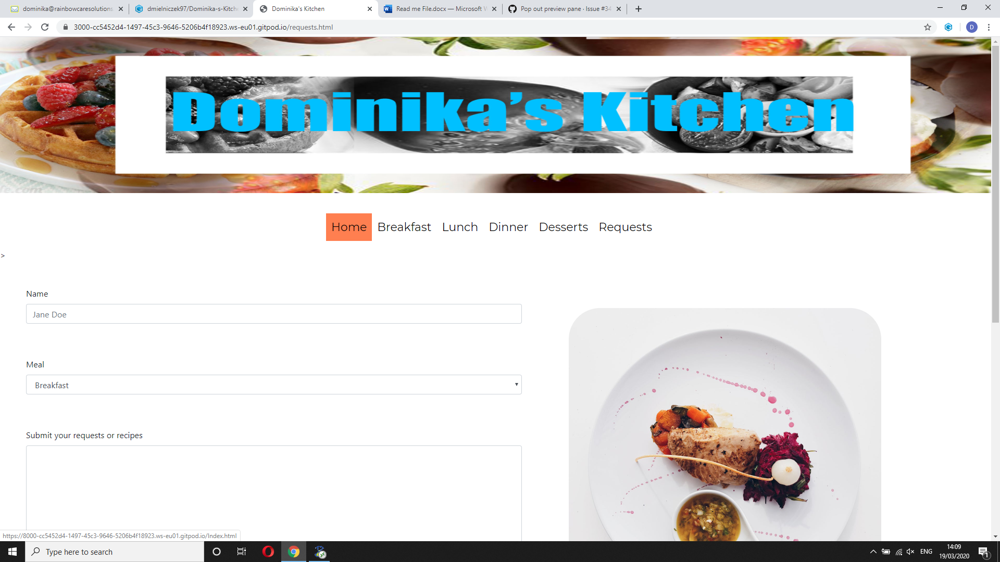 dominika@rainbowcaresolutions.
dmielniczek97/Dominika-s-Kitche
Dominika's Kitchen
Read me File.docx — Microsoft W
Pop out preview pane · Issue #34
3000-cc5452d4-1497-45c3-9646-5206b4f18923.ws-eu01.gitpod.io/requests.html
D
Dominika's Kitchen
Home Breakfast Lunch Dinner Desserts Requests
>
Name
Jane Doe
Meal
Breakfast
Submit your requests or recipes
https://8000-cc5452d4-1497-45c3-9646-5206b4f18923.ws-eu01.gitpod.io/Index.html
Type here to search
ENG
14:09
19/03/2020
1